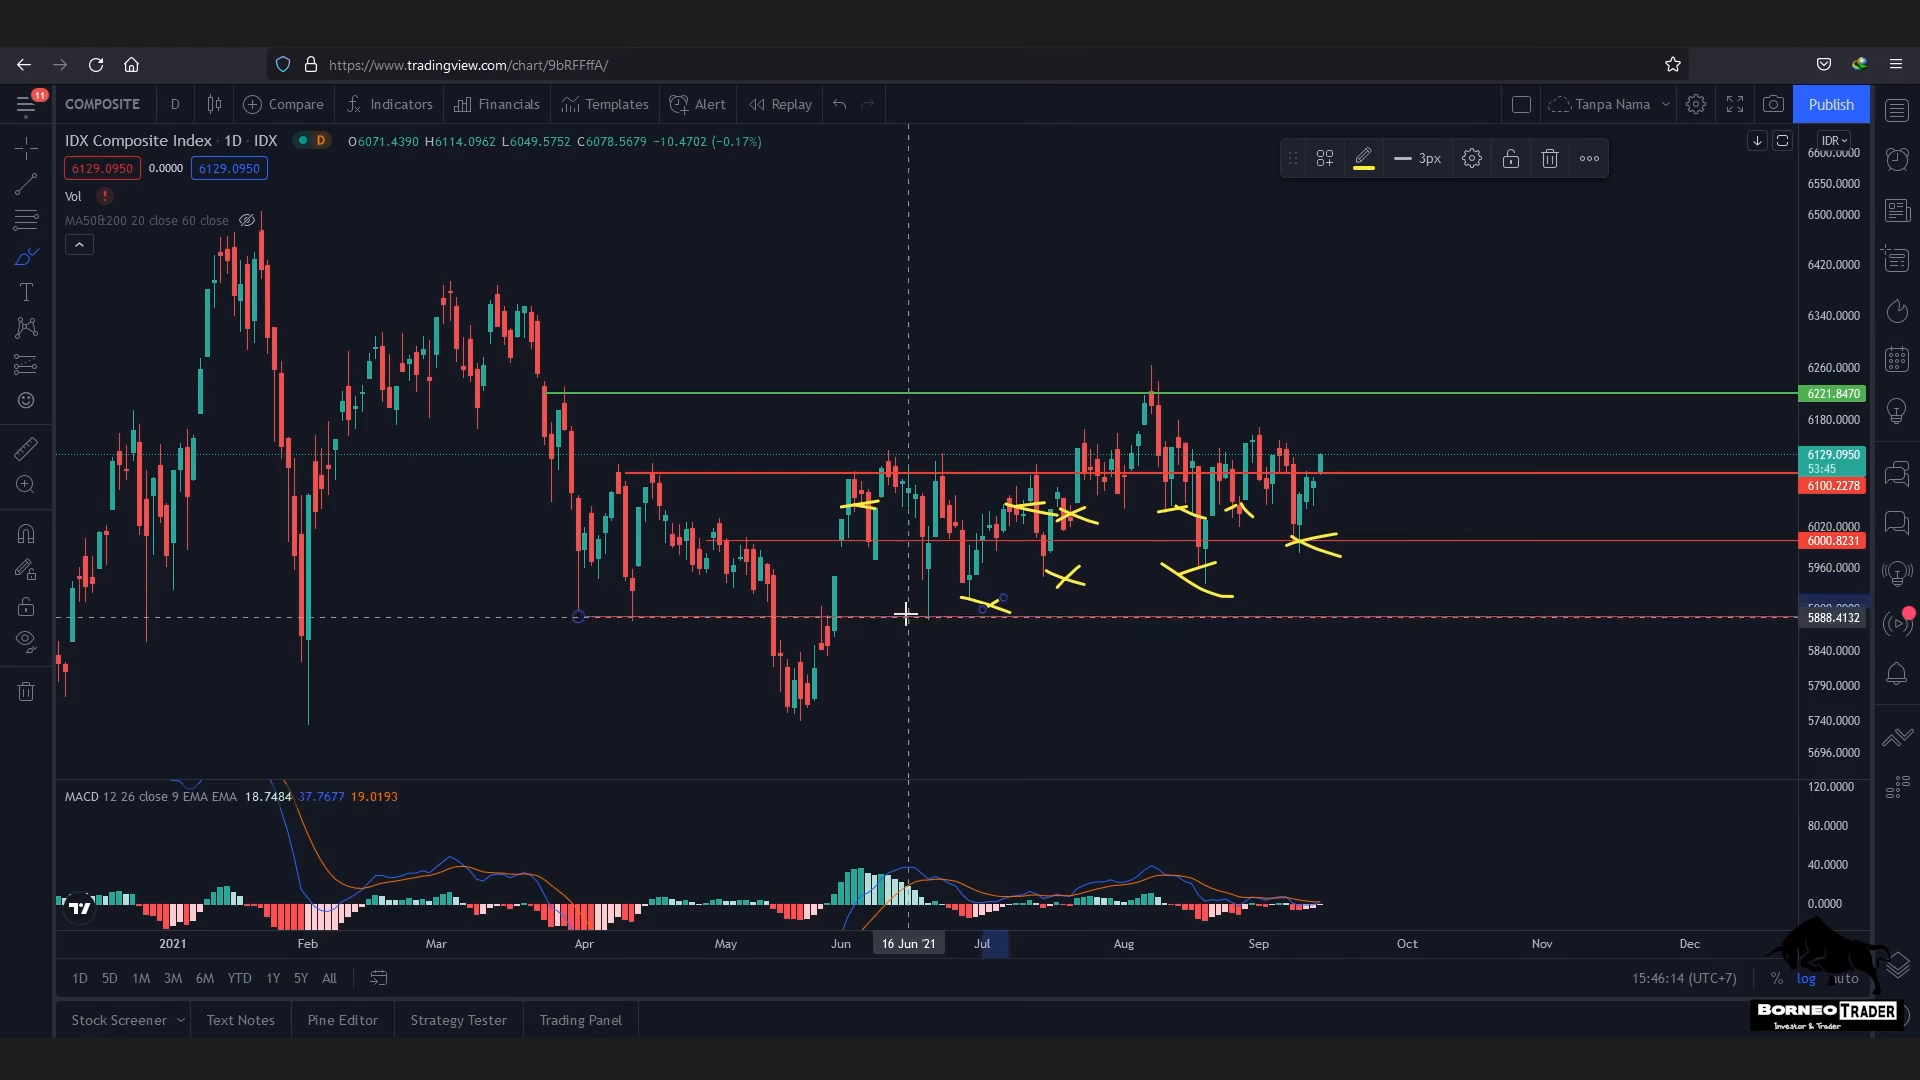 https://www.tradingview.com/chart/9bRFFffA/
11
COMPOSITE D Compare Indicators Financials Templates Alert Replay Tanpa Nama Publish
IDX Composite Index · 1D · IDX D O6071.4390 H6114.0962 L6049.5752 C6078.5679 −10.4702 (−0.17%)
6129.0950 0.0000 6129.0950
Vol !
MA50&200 20 close 60 close
3px
IDR
6600.0000
6550.0000
6500.0000
6420.0000
6340.0000
6260.0000
6221.8470
6180.0000
6129.0950
53:45
6100.2278
6020.0000
6000.8231
5960.0000
5888.4132
5840.0000
5790.0000
5740.0000
5696.0000
MACD 12 26 close 9 EMA EMA 18.7484 37.7677 19.0193
120.0000
80.0000
40.0000
0.0000
2021 Feb Mar Apr May Jun 16 Jun '21 Jul Aug Sep Oct Nov Dec
1D 5D 1M 3M 6M YTD 1Y 5Y All 15:46:14 (UTC+7) % log
Stock Screener Text Notes Pine Editor Strategy Tester Trading Panel
BORNEO TRADER
Investor & Trader